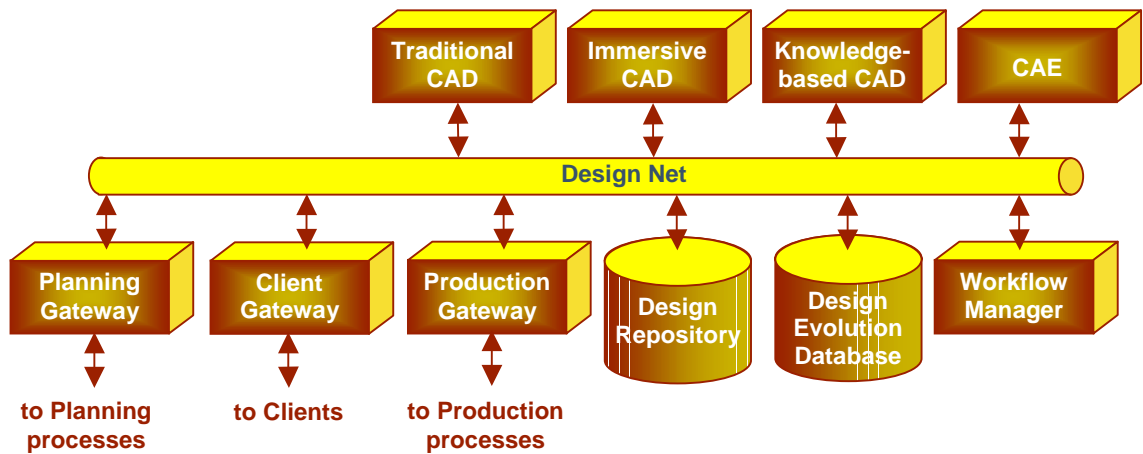 Traditional
CAD
Immersive
CAD
Knowledge-
based CAD
CAE
Design Net
Planning
Gateway
Client
Gateway
Production
Gateway
Design
Repository
Design
Evolution
Database
Workflow
Manager
to Planning
processes
to Clients
to Production
processes